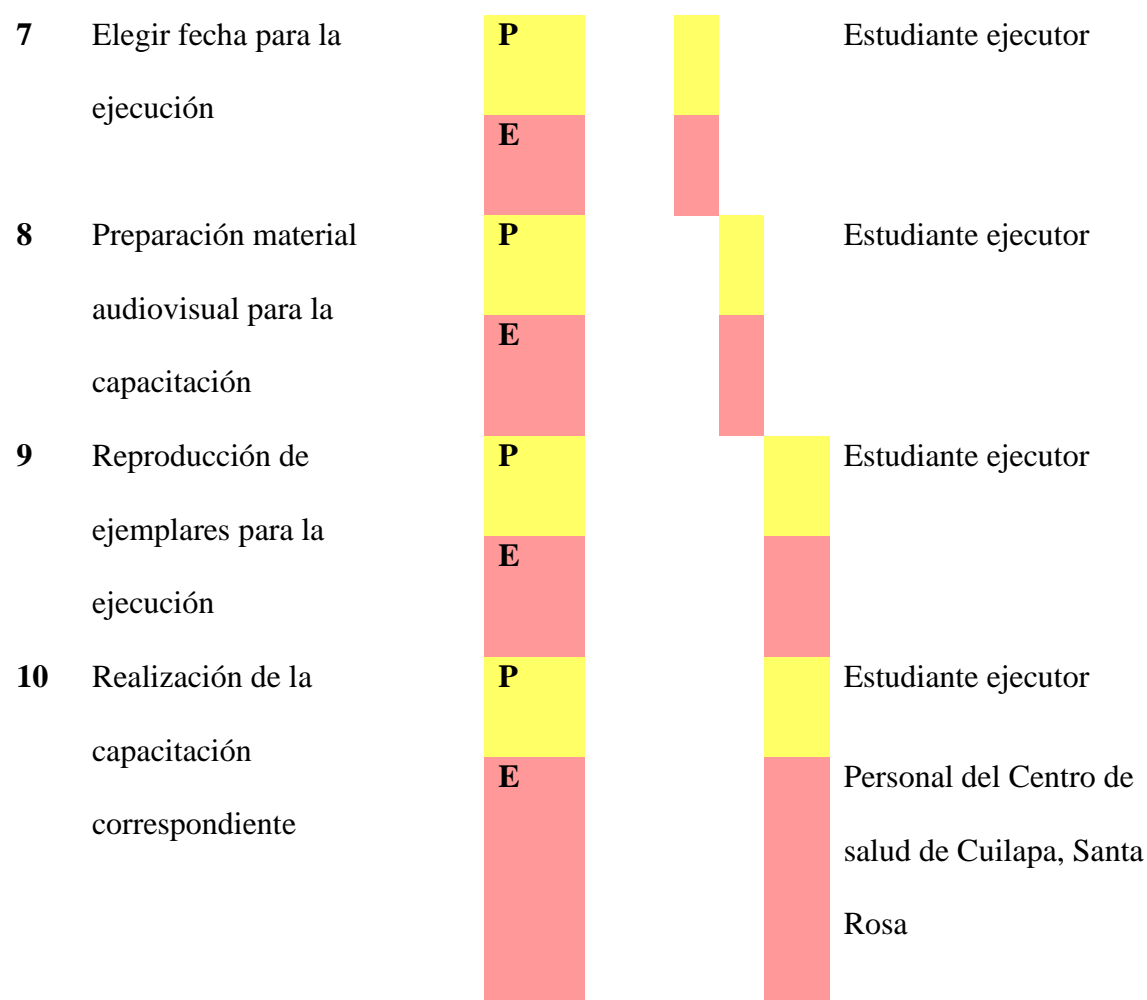 7 Elegir fecha para la P Estudiante ejecutor
ejecución
E
8 Preparación material P Estudiante ejecutor
audiovisual para la
E
capacitación
9 Reproducción de P Estudiante ejecutor
ejemplares para la
E
ejecución
10 Realización de la P Estudiante ejecutor
capacitación
E Personal del Centro de
correspondiente
salud de Cuilapa, Santa
Rosa